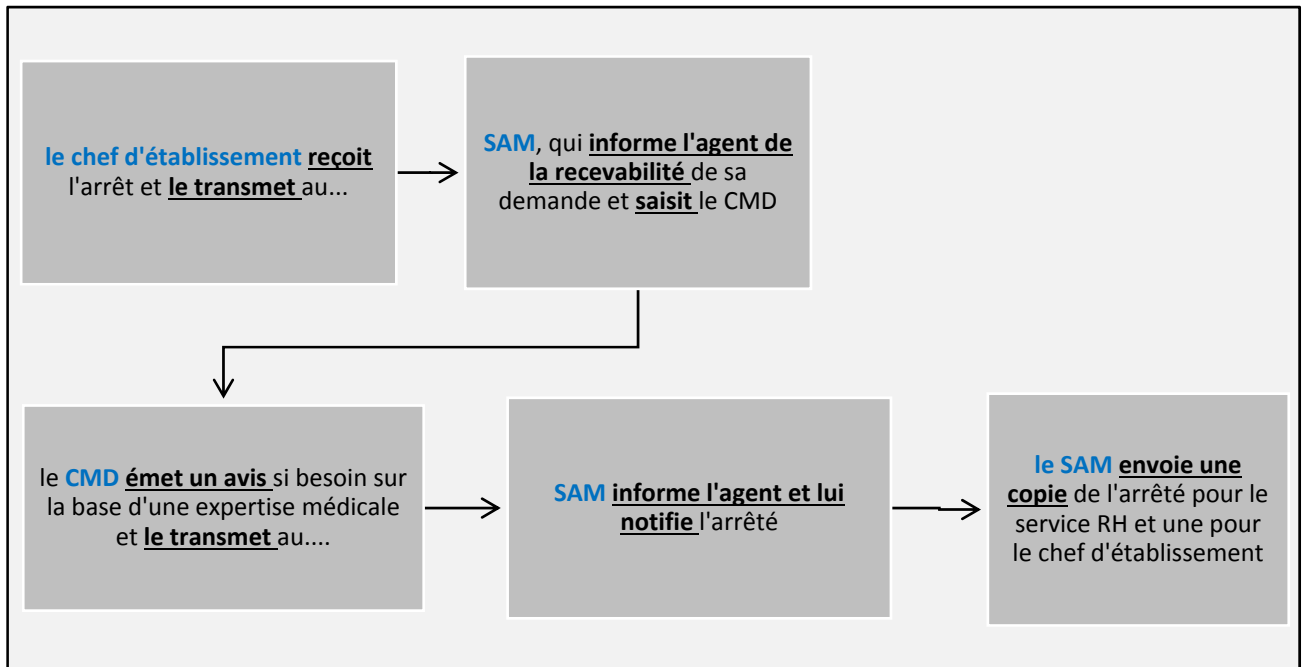 le chef d'établissement reçoit
l'arrêt et le transmet au...
SAM, qui informe l'agent de
la recevabilité de sa
demande et saisit le CMD
le CMD émet un avis si besoin sur
la base d'une expertise médicale
et le transmet au....
SAM informe l'agent et lui
notifie l'arrêté
le SAM envoie une
copie de l'arrêté pour le
service RH et une pour
le chef d'établissement